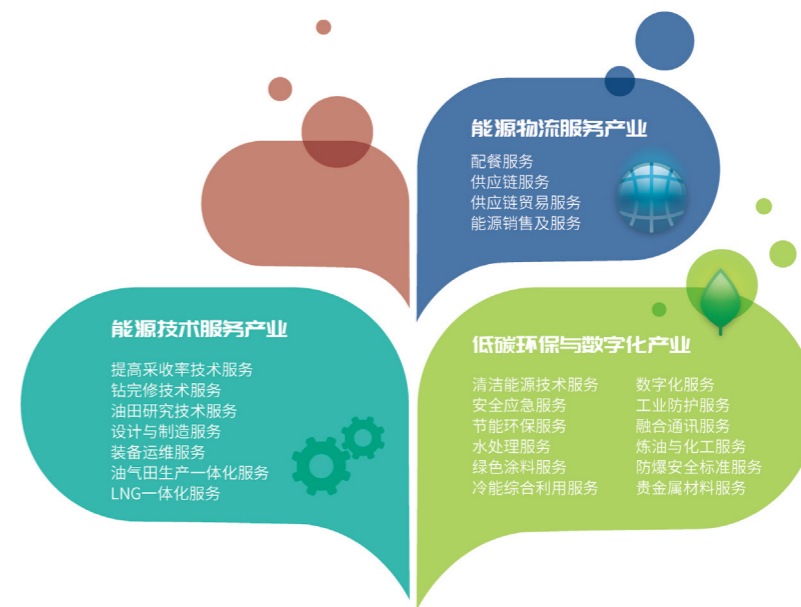 能源物流服务产业
配餐服务
供应链服务
供应链贸易服务
能源销售及服务
能源技术服务产业
提高采收率技术服务
钻完修技术服务
油田研究技术服务
设计与制造服务
装备运维服务
油气田生产一体化服务
LNG一体化服务
低碳环保与数字化产业
清洁能源技术服务
安全应急服务
节能环保服务
水处理服务
绿色涂料服务
冷能综合利用服务
数字化服务
工业防护服务
融合通讯服务
炼油与化工服务
防爆安全标准服务
贵金属材料服务